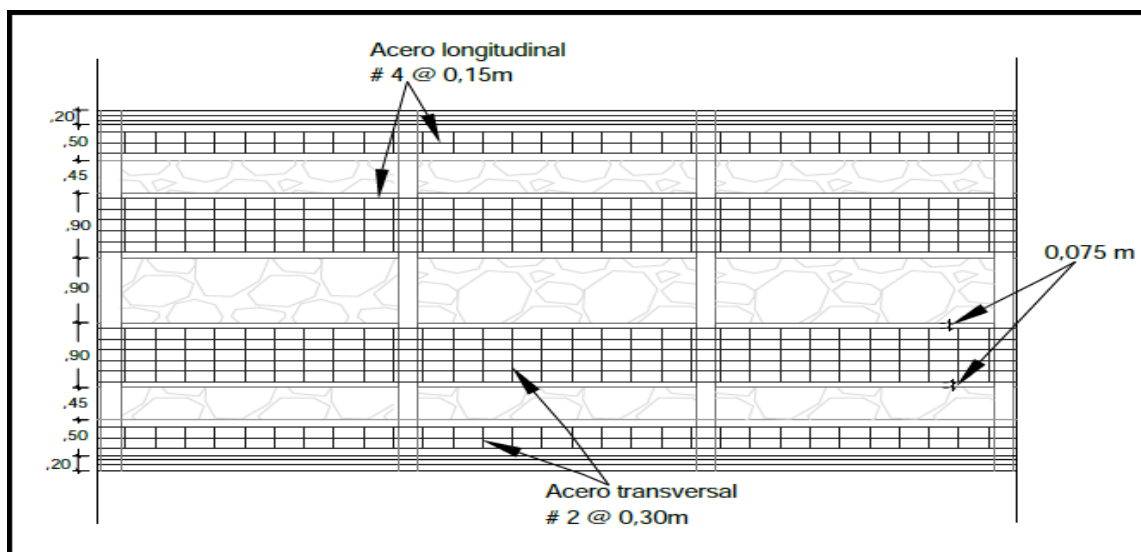 Acero longitudinal
# 4 @ 0,15m
,20
,50
,45
,90
,90
0,075 m
,90
,45
,50
,20
Acero transversal
# 2 @ 0,30m